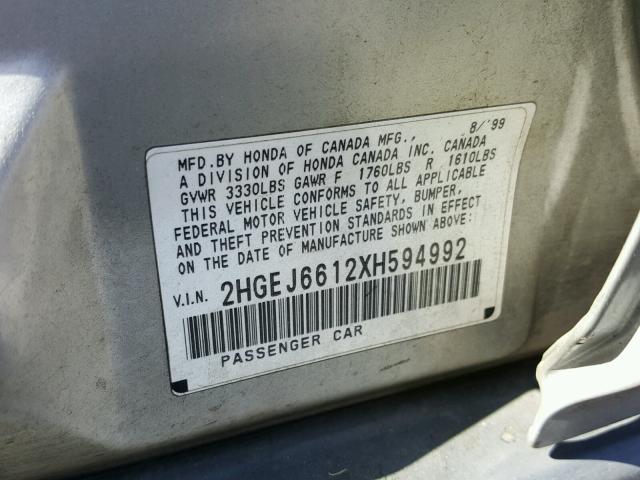 MFD. BY HONDA OF CANADA MFG., 8/'99
A DIVISION OF HONDA CANADA INC. CANADA
GVWR 3330LBS GAWR F 1760LBS R 1610LBS
THIS VEHICLE CONFORMS TO ALL APPLICABLE
FEDERAL MOTOR VEHICLE SAFETY, BUMPER,
AND THEFT PREVENTION STANDARDS IN EFFECT
ON THE DATE OF MANUFACTURE SHOWN ABOVE:
V.I.N. 2HGEJ6612XH594992
PASSENGER CAR